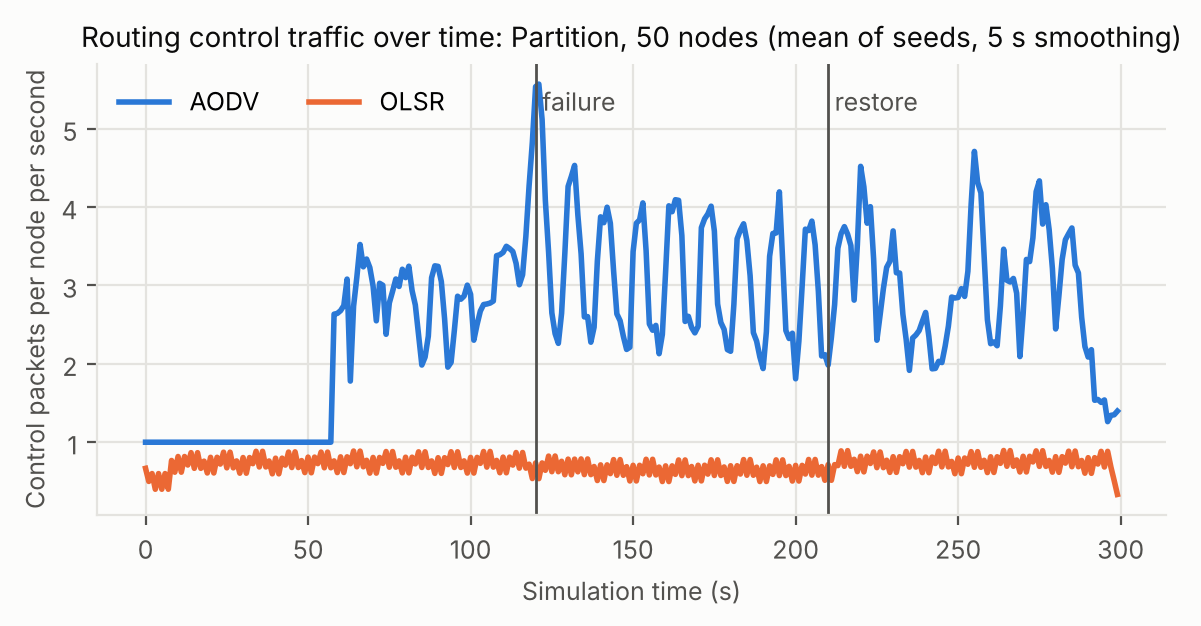 Routing control traffic over time: Partition, 50 nodes (mean of seeds, 5 s smoothing)
Control packets per node per second
AODV
OLSR
failure
restore
5
4
3
2
1
0
50
100
150
200
250
300
Simulation time (s)